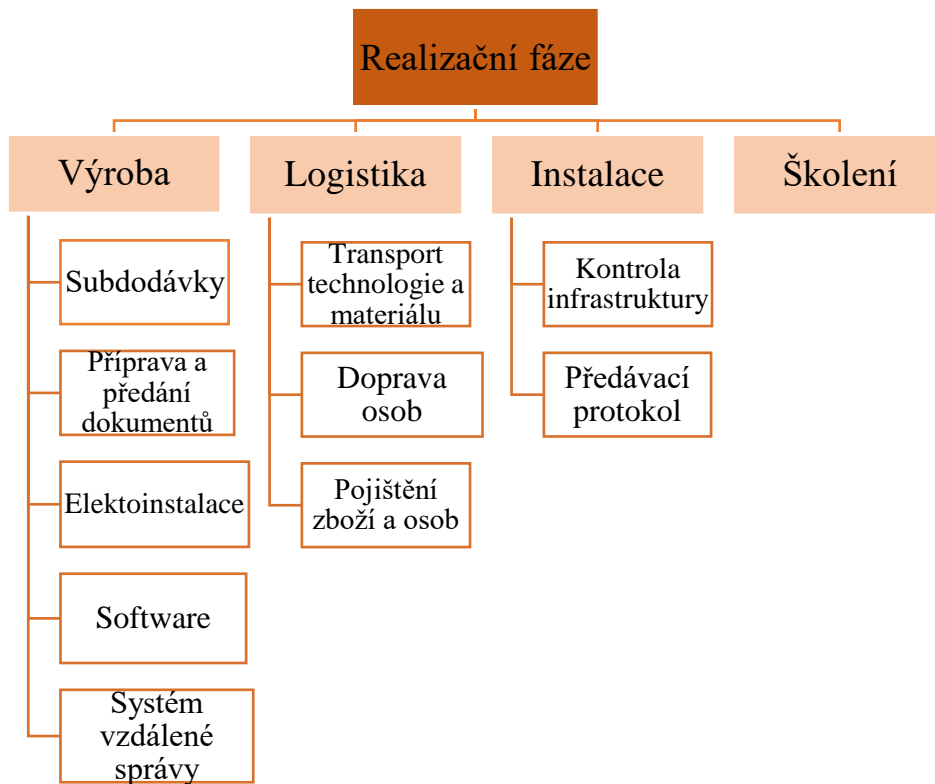 Realizační fáze
Výroba
Logistika
Instalace
Školení
Subdodávky
Příprava a
předání
dokumentů
Elektoinstalace
Software
Systém
vzdálené
správy
Transport
technologie a
materiálu
Doprava
osob
Pojištění
zboží a osob
Kontrola
infrastruktury
Předávací
protokol